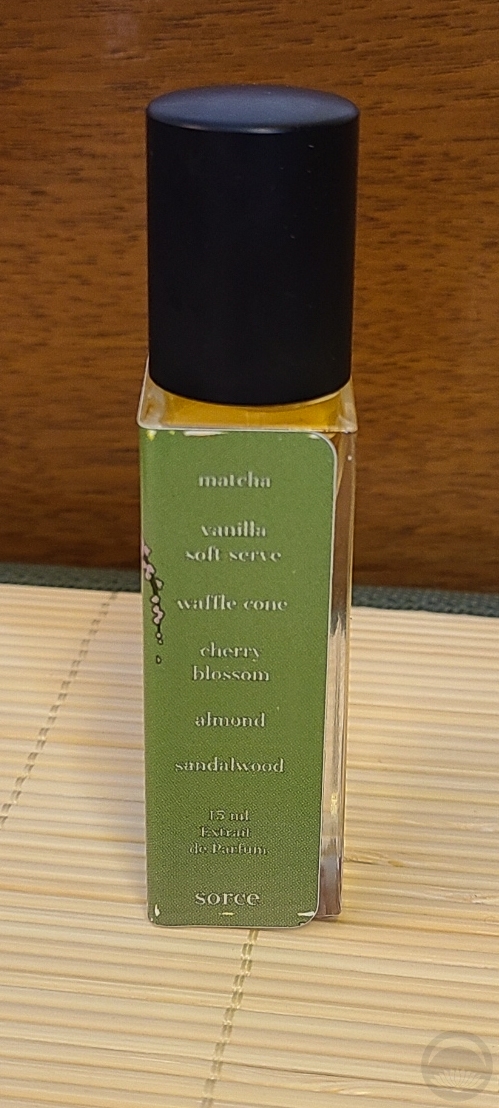 matcha
vanilla
soft serve
waffle cone
cherry
blossom
almond
sandalwood
15 ml
Extrait
de Parfum
sorce